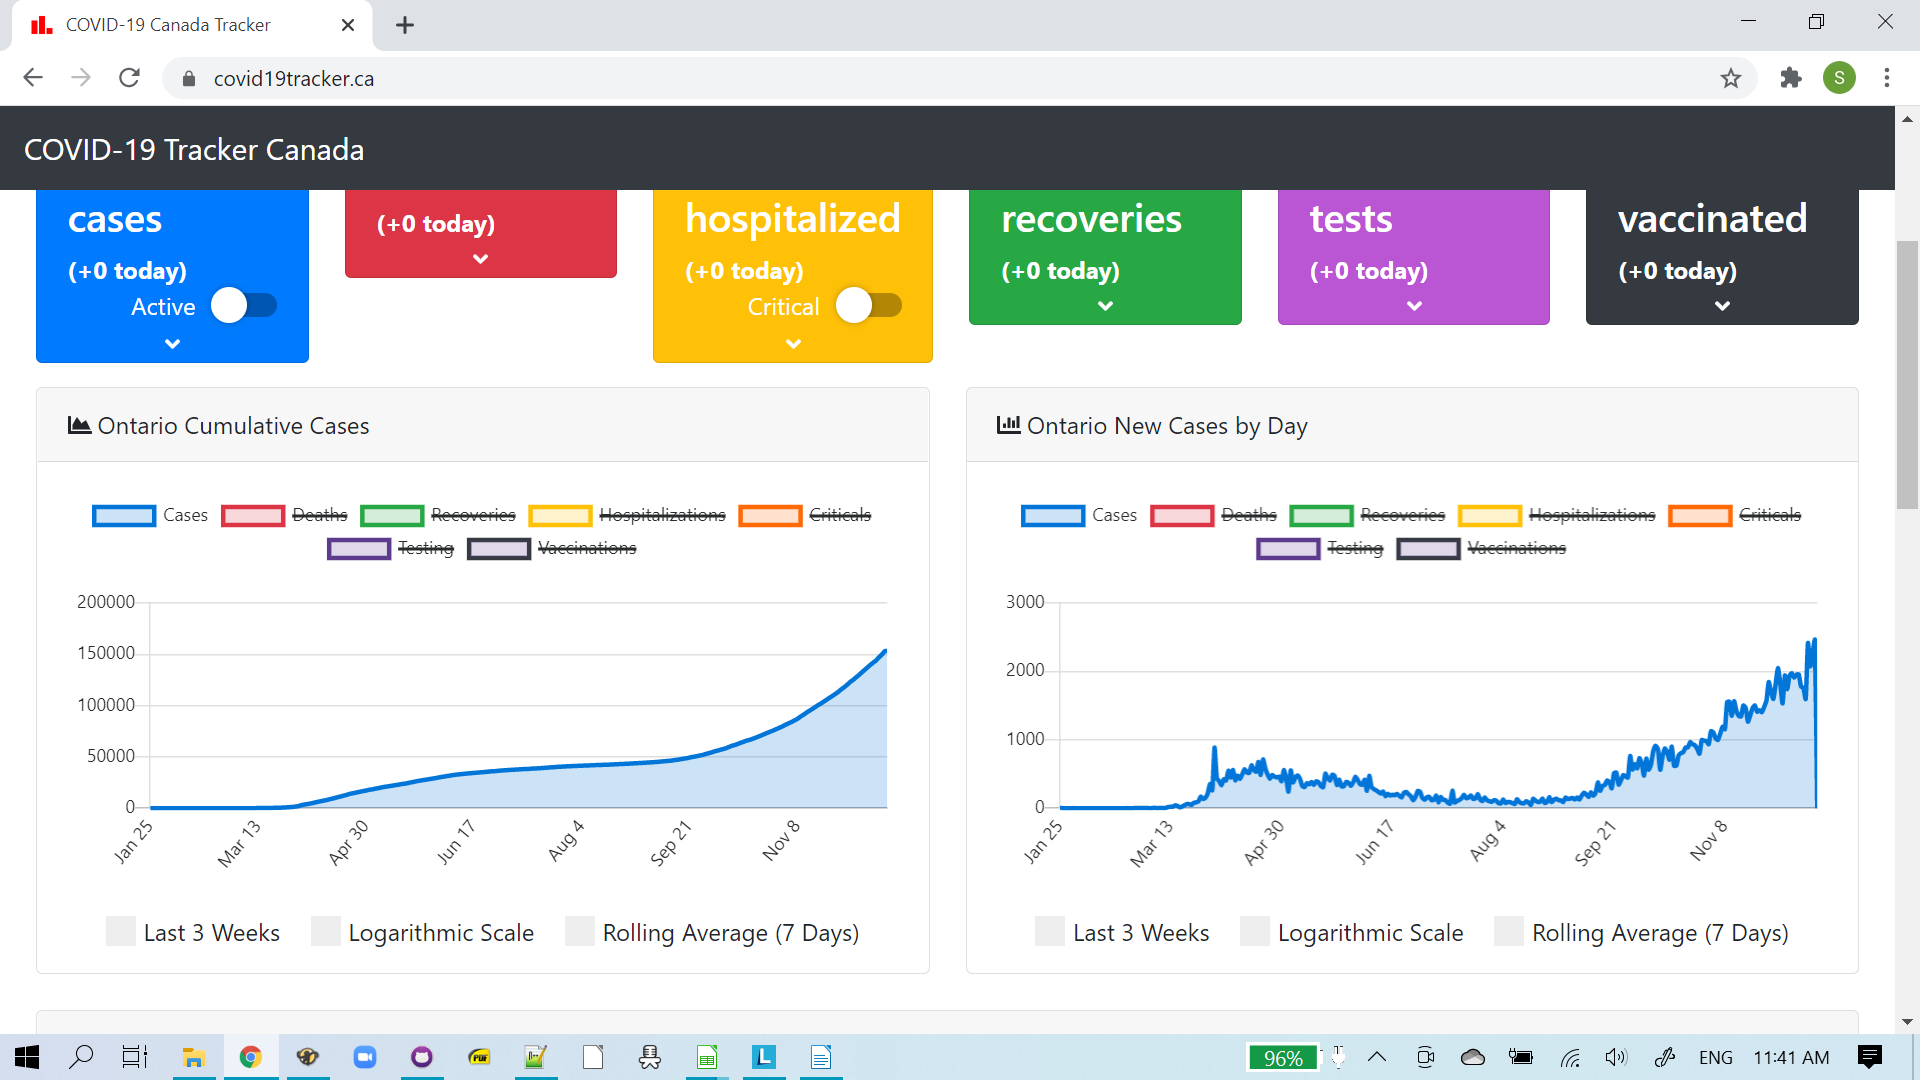 COVID-19 Canada Tracker
covid19tracker.ca
S
COVID-19 Tracker Canada
cases
(+0 today)
Active
(+0 today)
hospitalized
(+0 today)
Critical
recoveries
(+0 today)
tests
(+0 today)
vaccinated
(+0 today)
Ontario Cumulative Cases
Cases Deaths Recoveries Hospitalizations Criticals
Testing Vaccinations
200000
150000
100000
50000
0
Jan 25 Mar 13 Apr 30 Jun 17 Aug 4 Sep 21 Nov 8
Last 3 Weeks Logarithmic Scale Rolling Average (7 Days)
Ontario New Cases by Day
Cases Deaths Recoveries Hospitalizations Criticals
Testing Vaccinations
3000
2000
1000
0
Jan 25 Mar 13 Apr 30 Jun 17 Aug 4 Sep 21 Nov 8
Last 3 Weeks Logarithmic Scale Rolling Average (7 Days)
PDF L 96% ENG 11:41 AM